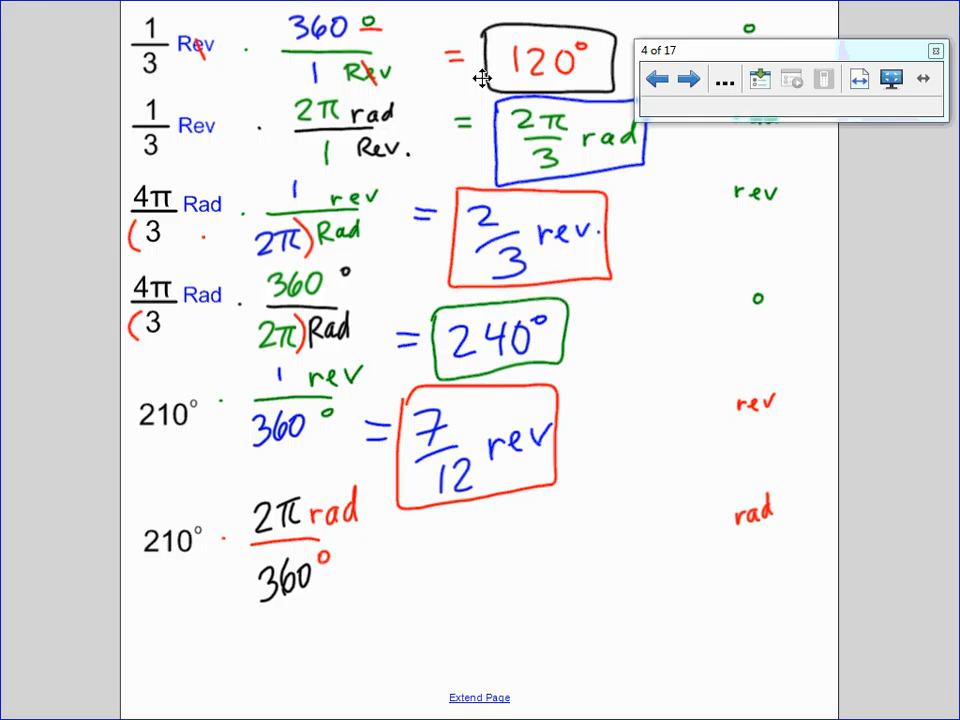 1/3 Rev · 360° / 1 Rev = 120° °
4 of 17
1/3 Rev · 2π rad / 1 Rev. = 2π/3 rad
4π/3 Rad · 1 rev / 2π) Rad = 2/3 rev. rev
4π/3 Rad · 360° / 2π) Rad = 240° °
210° · 1 rev / 360° = 7/12 rev rev
210° · 2π rad / 360° rad
Extend Page